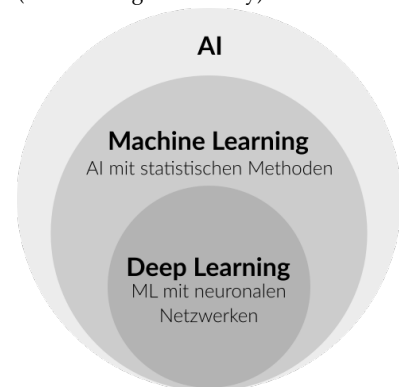 AI
Machine Learning
AI mit statistischen Methoden
Deep Learning
ML mit neuronalen
Netzwerken